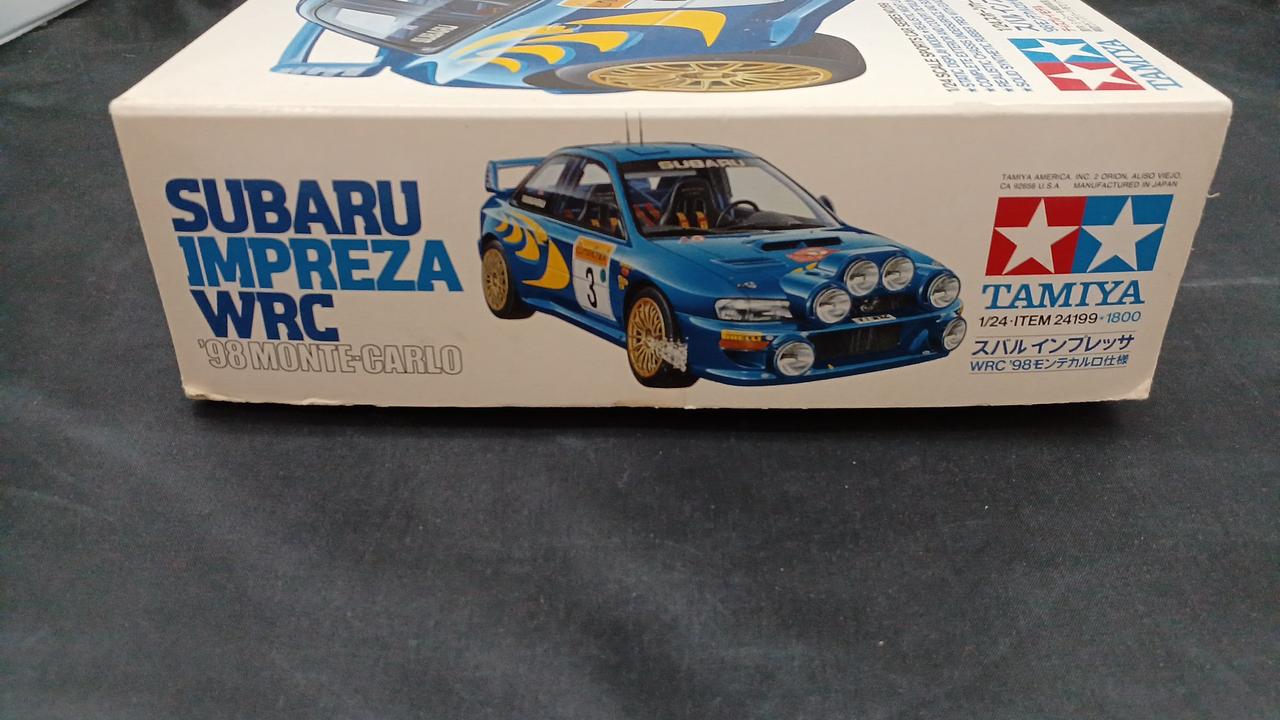 SUBARU
IMPREZA
WRC
'98 MONTE-CARLO
SUBARU
3
PIRELLI
TAMIYA AMERICA. INC. 2 ORION, ALISO VIEJO,
CA 92656 U.S.A. MANUFACTURED IN JAPAN
TAMIYA
1/24・ITEM 24199*1800
スバル インプレッサ
WRC '98モンテカルロ仕様
TAMIYA
SUBARU